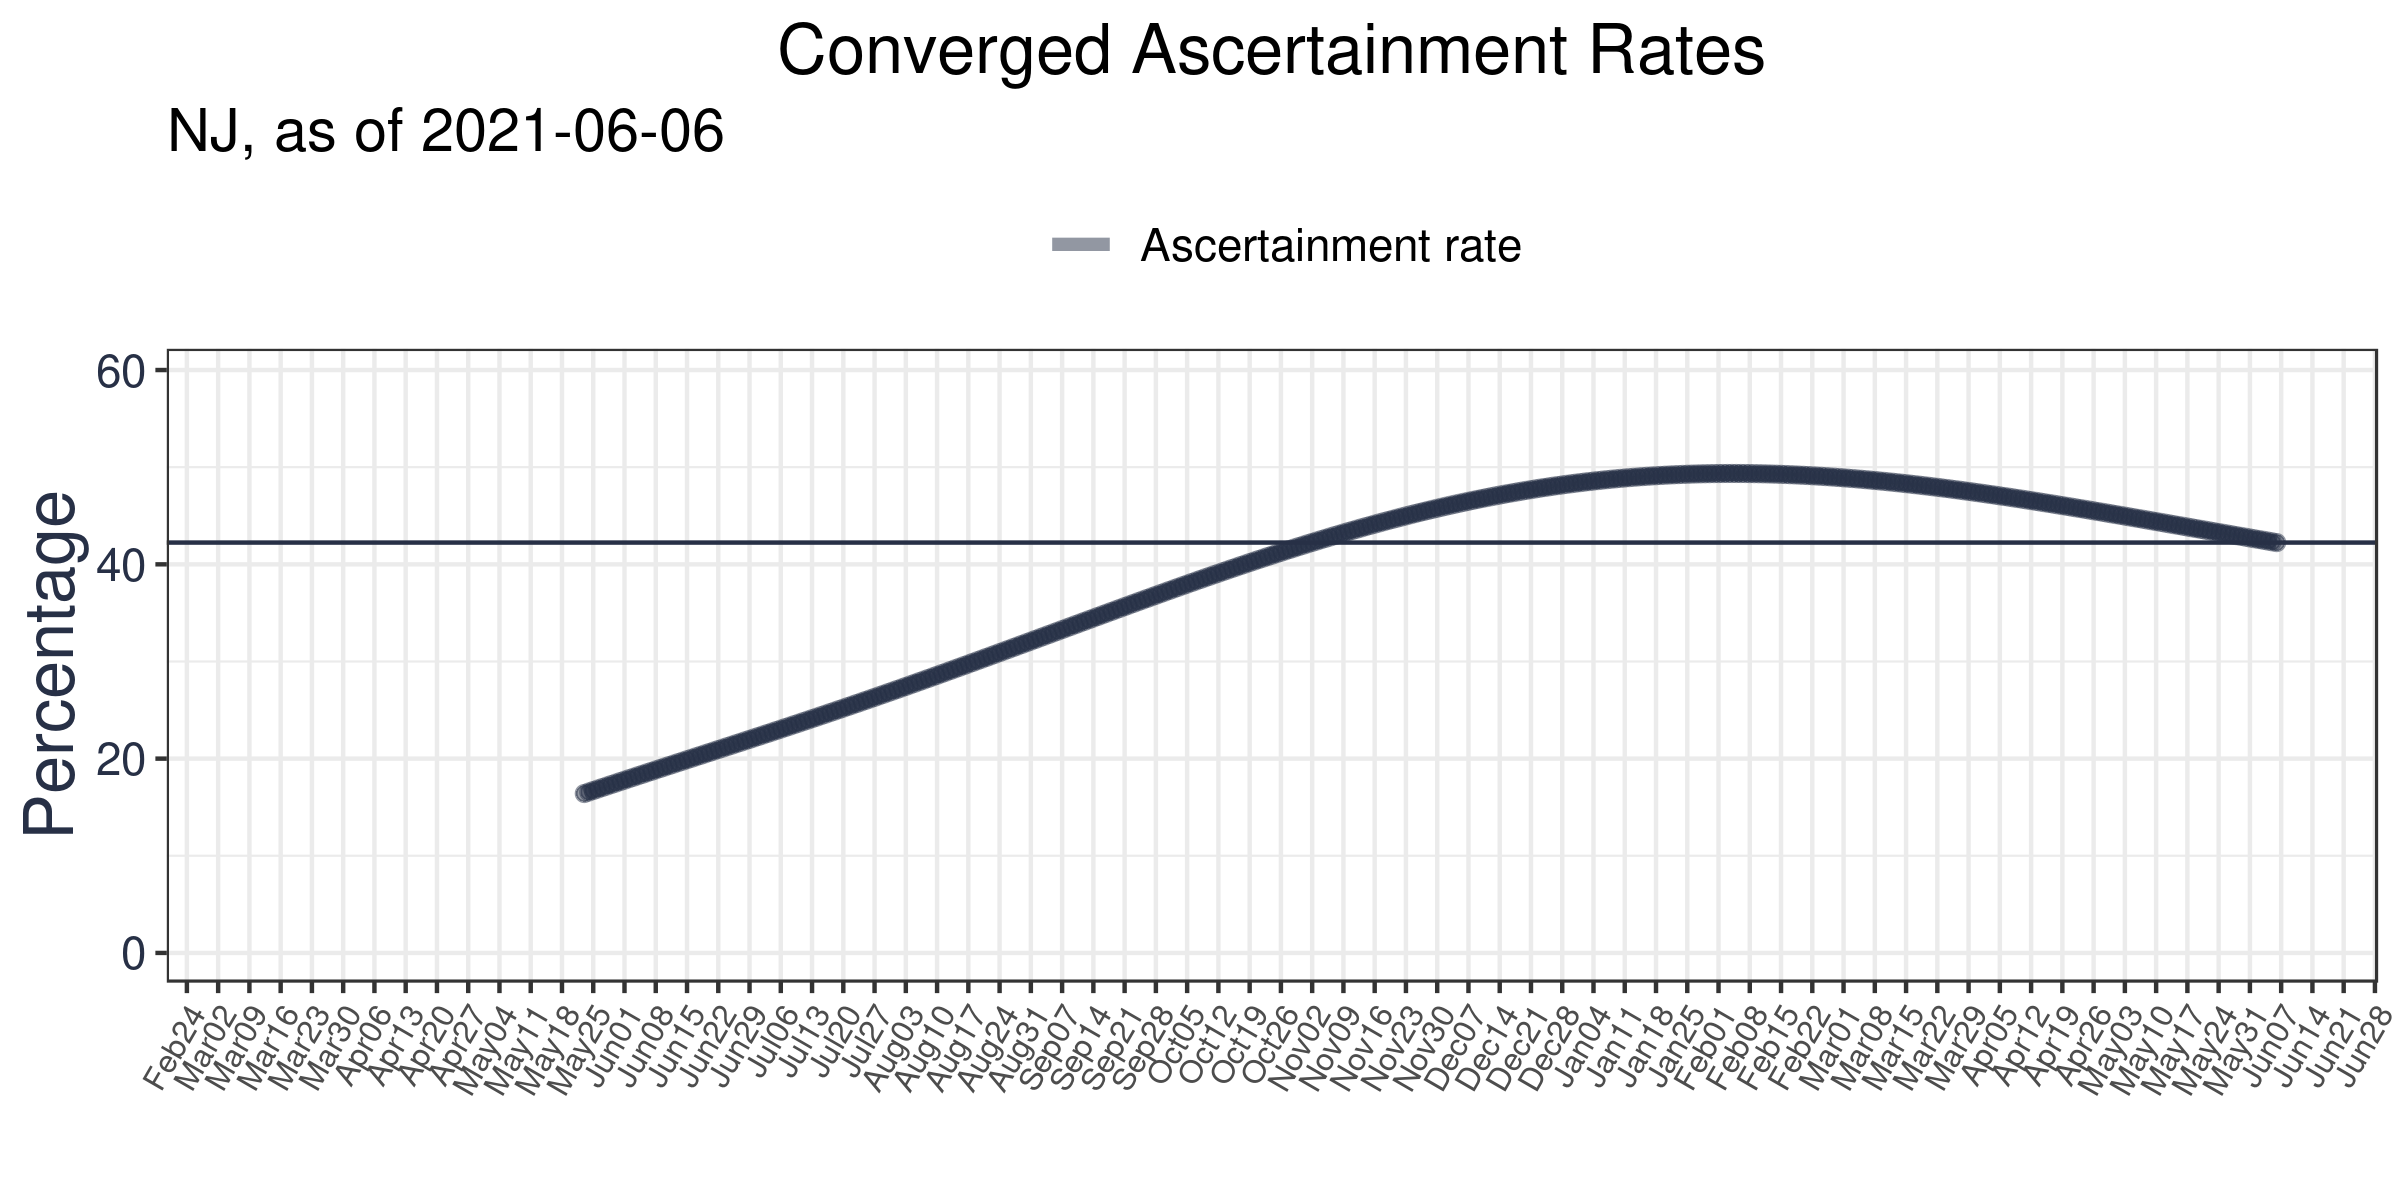 Converged Ascertainment Rates
NJ, as of 2021-06-06
Ascertainment rate
Percentage
60
40
20
0
Feb24
Mar02
Mar09
Mar16
Mar23
Mar30
Apr06
Apr13
Apr20
Apr27
May04
May11
May18
May25
Jun01
Jun08
Jun15
Jun22
Jun29
Jul06
Jul13
Jul20
Jul27
Aug03
Aug10
Aug17
Aug24
Aug31
Sep07
Sep14
Sep21
Sep28
Oct05
Oct12
Oct19
Oct26
Nov02
Nov09
Nov16
Nov23
Nov30
Dec07
Dec14
Dec21
Dec28
Jan04
Jan11
Jan18
Jan25
Feb01
Feb08
Feb15
Feb22
Mar01
Mar08
Mar15
Mar22
Mar29
Apr05
Apr12
Apr19
Apr26
May03
May10
May17
May24
May31
Jun07
Jun14
Jun21
Jun28